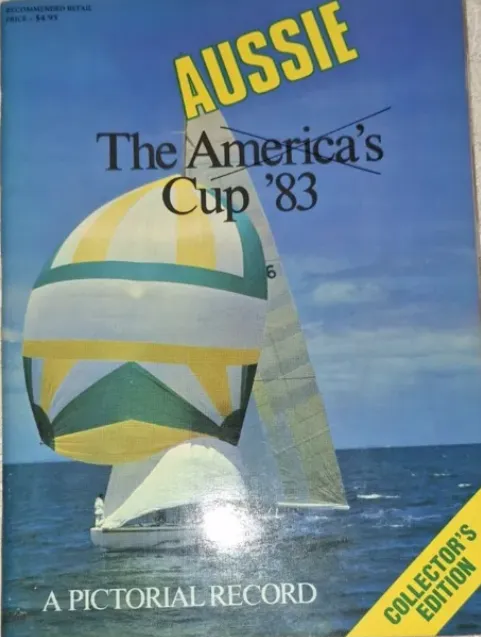 RECOMMENDED RETAIL
PRICE:- $4.95
AUSSIE
The America's
Cup '83
6
A PICTORIAL RECORD
COLLECTOR'S
EDITION